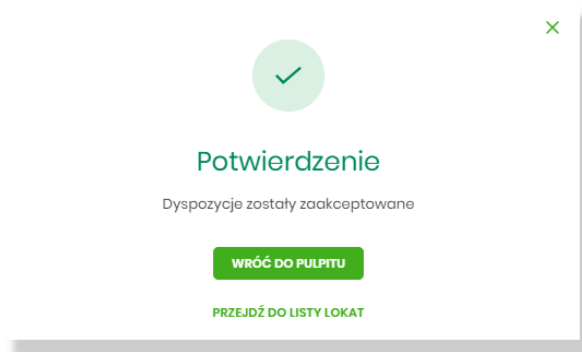 Potwierdzenie
Dyspozycje zostały zaakceptowane
WRÓĆ DO PULPITU
PRZEJDŹ DO LISTY LOKAT